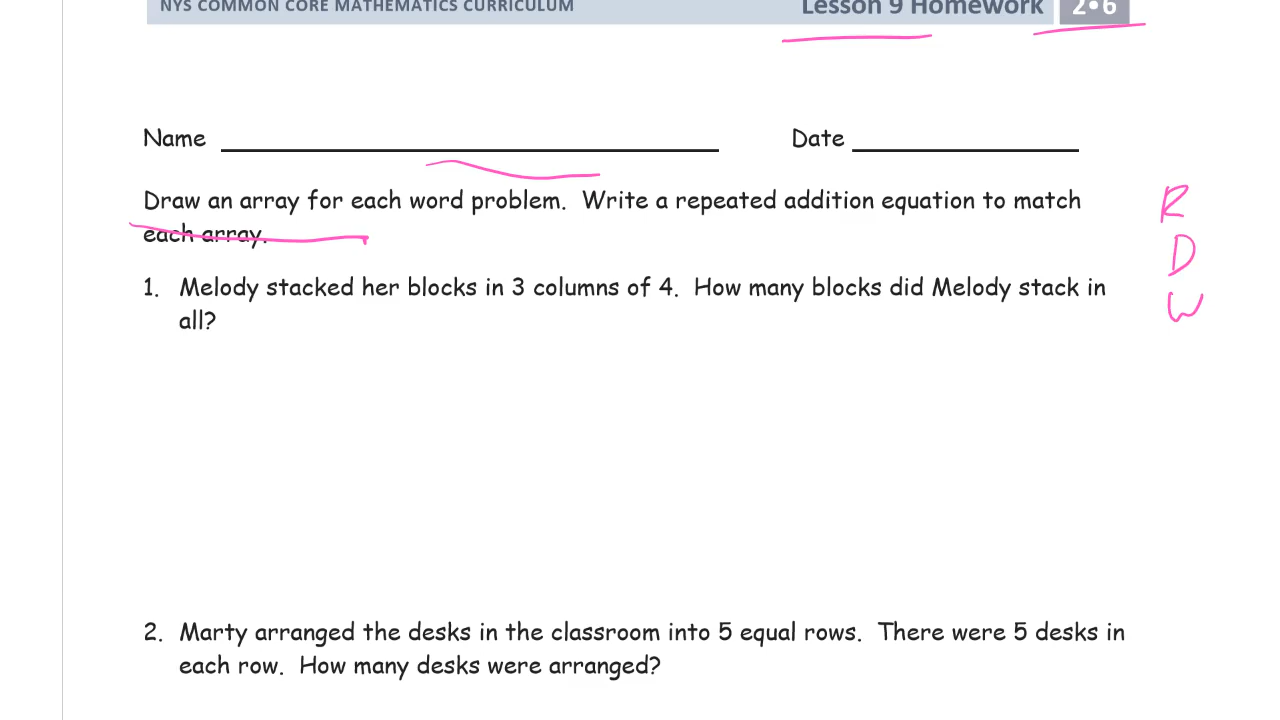 NYS COMMON CORE MATHEMATICS CURRICULUM Lesson 9 Homework 2•6
Name Date
Draw an array for each word problem. Write a repeated addition equation to match
each array.
R
D
W
1. Melody stacked her blocks in 3 columns of 4. How many blocks did Melody stack in
all?
2. Marty arranged the desks in the classroom into 5 equal rows. There were 5 desks in
each row. How many desks were arranged?